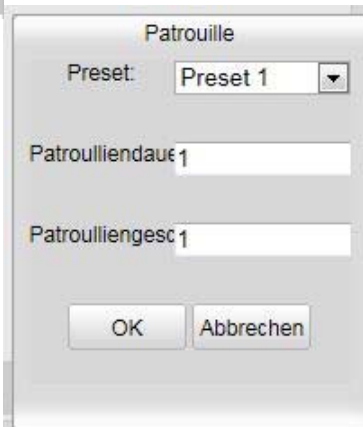 Patrouille
Preset: Preset 1
Patroulliendaue 1
Patroulliengesc 1
OK Abbrechen